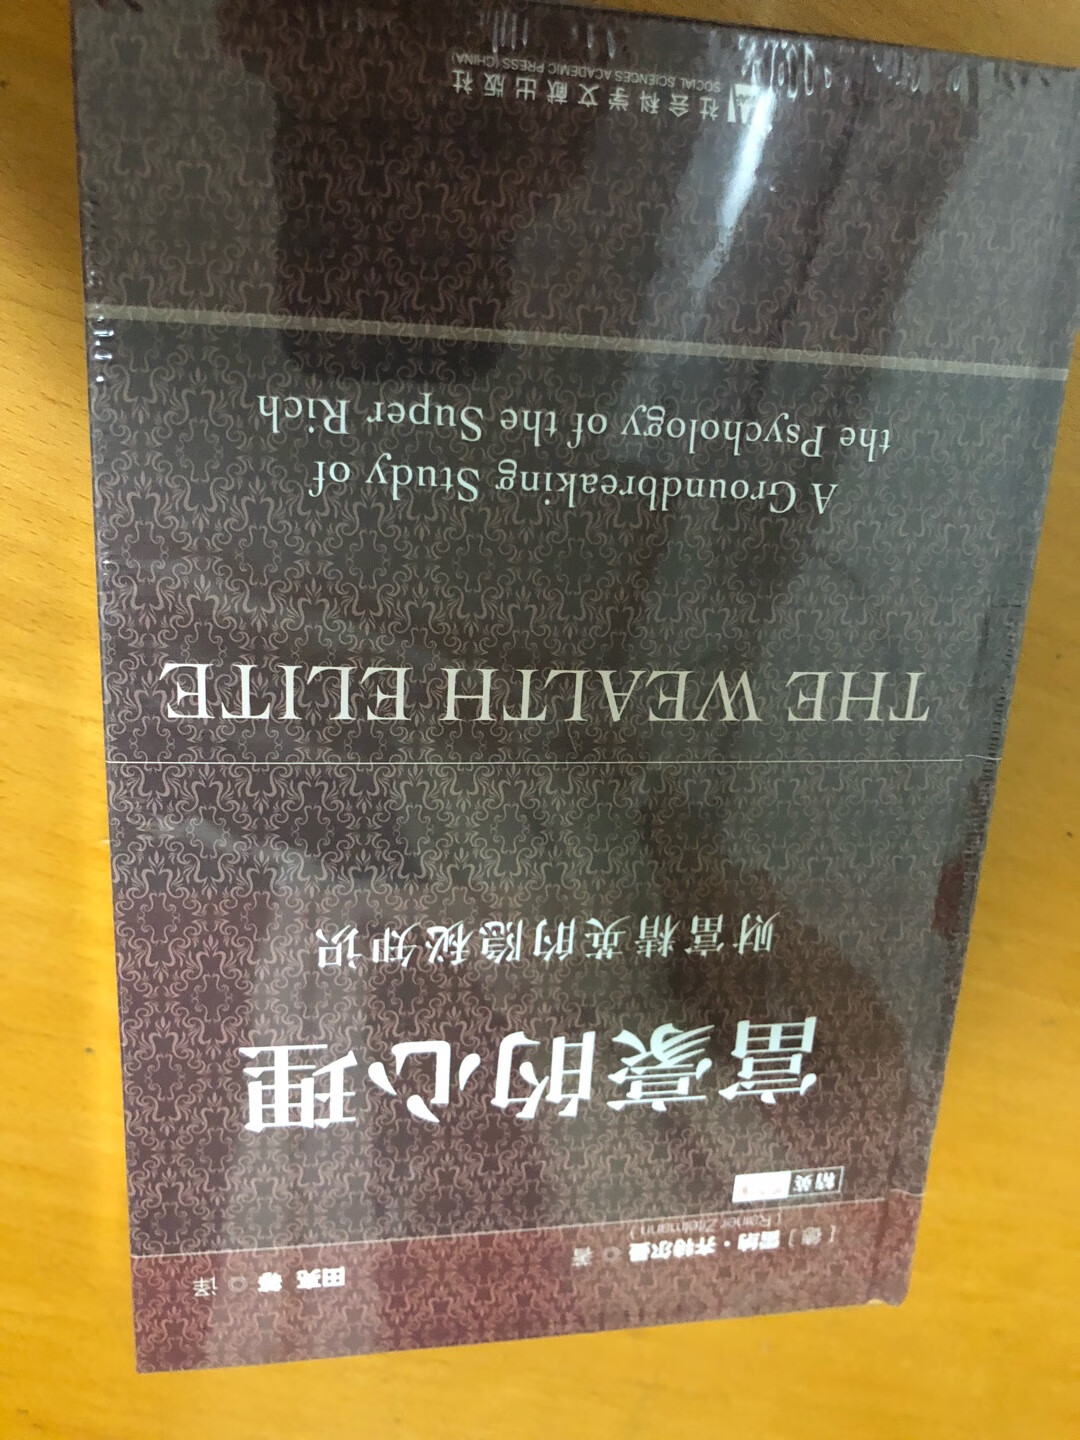 [德]雷纳·齐特尔曼 ○ 著
(Rainer Zitelmann)
田亮 等 ○ 译
精英
富豪的心理
财富精英的隐秘知识
THE WEALTH ELITE
A Groundbreaking Study of
the Psychology of the Super Rich
社会科学文献出版社
SOCIAL SCIENCES ACADEMIC PRESS (CHINA)